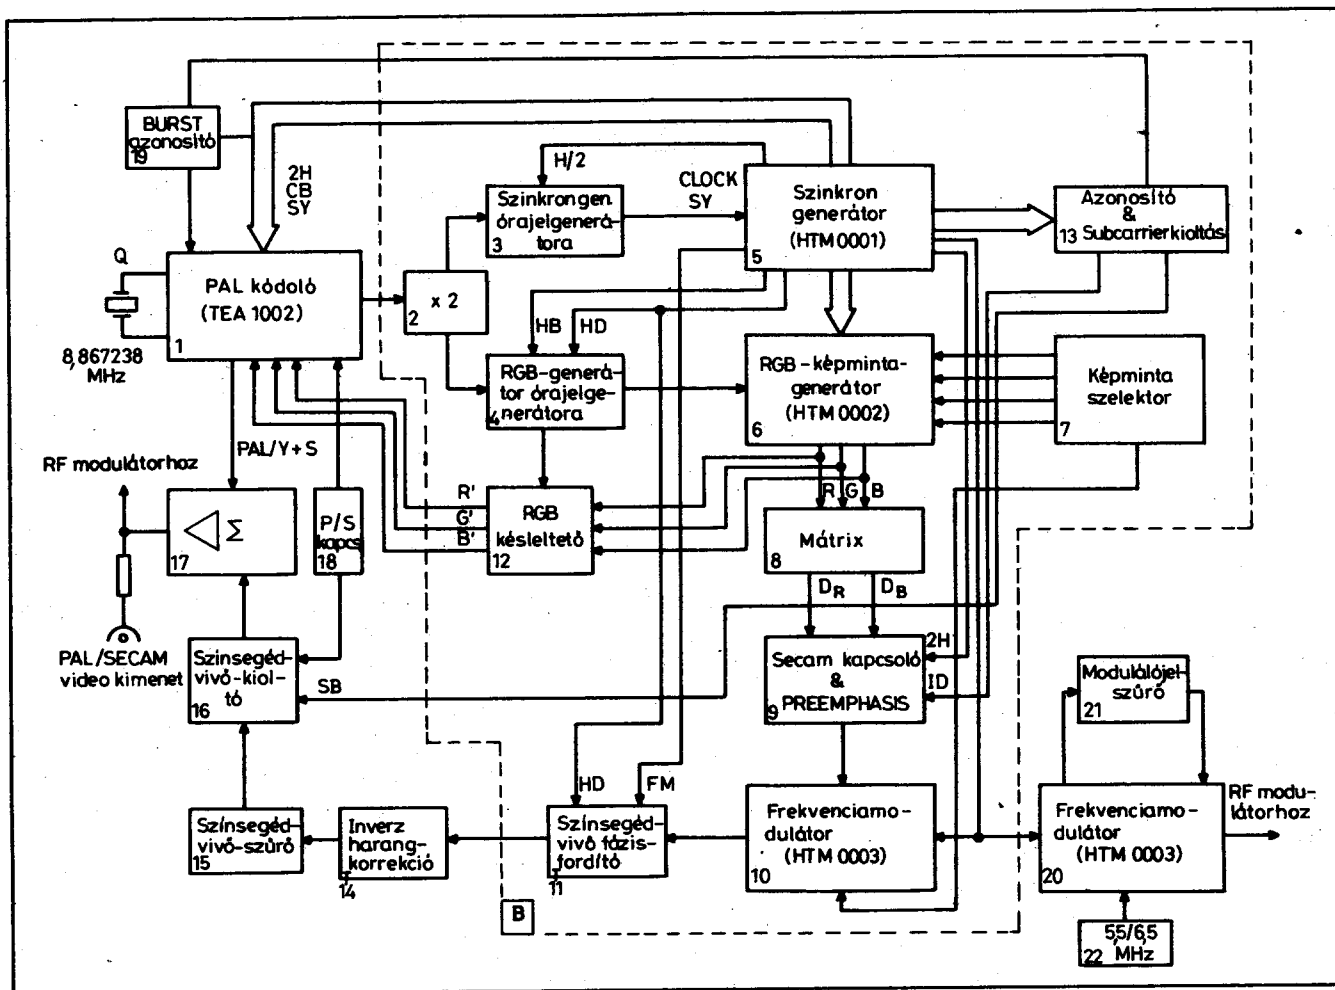 BURST
azonosító
19
2H
CB
SY
H/2
Szinkrongen.
órajelgenerá-
tora
3
CLOCK
SY
Szinkron
generátor
(HTM 0001)
5
Azonosító
&
Subcarrierkioltás
13
Q
8,867238
MHz
PAL kódoló
(TEA 1002)
1
x 2
2
HB
HD
RGB-generá-
tor órajelge-
nerátora
4
RGB-képminta-
generátor
(HTM 0002)
6
Képminta
szelektor
7
PAL/Y+S
RF modulátorhoz
Σ
17
P/S
kapcs
18
R'
G'
B'
RGB
késleltető
12
R
G
B
Mátrix
8
DR
DB
PAL/SECAM
video kimenet
Színsegéd-
vivő-kiol-
tó
16
SB
Secam kapcsoló
&
PREEMPHASIS
9
2H
ID
Modulálójel-
szűrő
21
HD
FM
Színsegéd-
vivő-szűrő
15
Inverz
harang-
korrekció
14
Színsegéd-
vivő fázis-
fordító
11
Frekvenciamo-
dulátor
(HTM 0003)
10
Frekvenciamo-
dulátor
(HTM 0003)
20
RF modu-
látorhoz
B
5,5/6,5
MHz
22